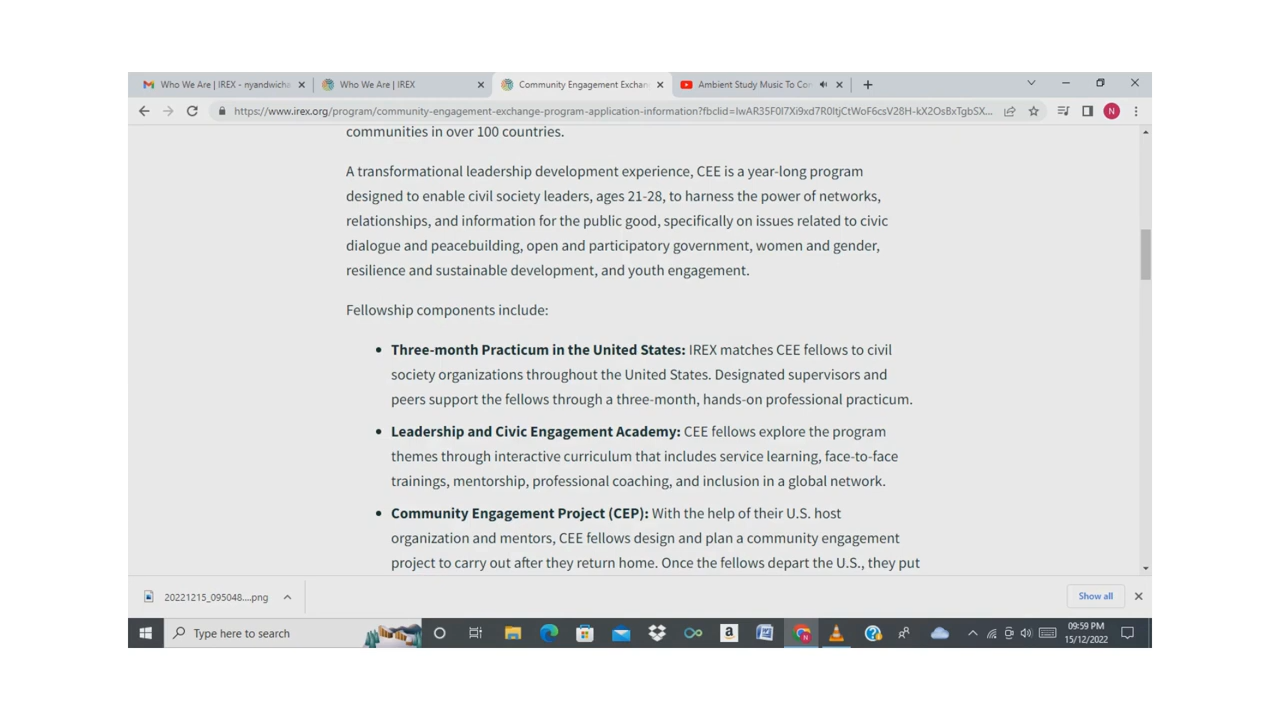 Who We Are | IREX - nyandwicha
Who We Are | IREX
Community Engagement Exchan
Ambient Study Music To Con
https://www.irex.org/program/community-engagement-exchange-program-application-information?fbclid=IwAR35F0I7Xi9xd7R0ltjCtWoF6csV28H-kX2OsBxTgbSX...
N
communities in over 100 countries.
A transformational leadership development experience, CEE is a year-long program
designed to enable civil society leaders, ages 21-28, to harness the power of networks,
relationships, and information for the public good, specifically on issues related to civic
dialogue and peacebuilding, open and participatory government, women and gender,
resilience and sustainable development, and youth engagement.
Fellowship components include:
• Three-month Practicum in the United States: IREX matches CEE fellows to civil
society organizations throughout the United States. Designated supervisors and
peers support the fellows through a three-month, hands-on professional practicum.
• Leadership and Civic Engagement Academy: CEE fellows explore the program
themes through interactive curriculum that includes service learning, face-to-face
trainings, mentorship, professional coaching, and inclusion in a global network.
• Community Engagement Project (CEP): With the help of their U.S. host
organization and mentors, CEE fellows design and plan a community engagement
project to carry out after they return home. Once the fellows depart the U.S., they put
20221215_095048....png
Show all
Type here to search
09:59 PM
15/12/2022